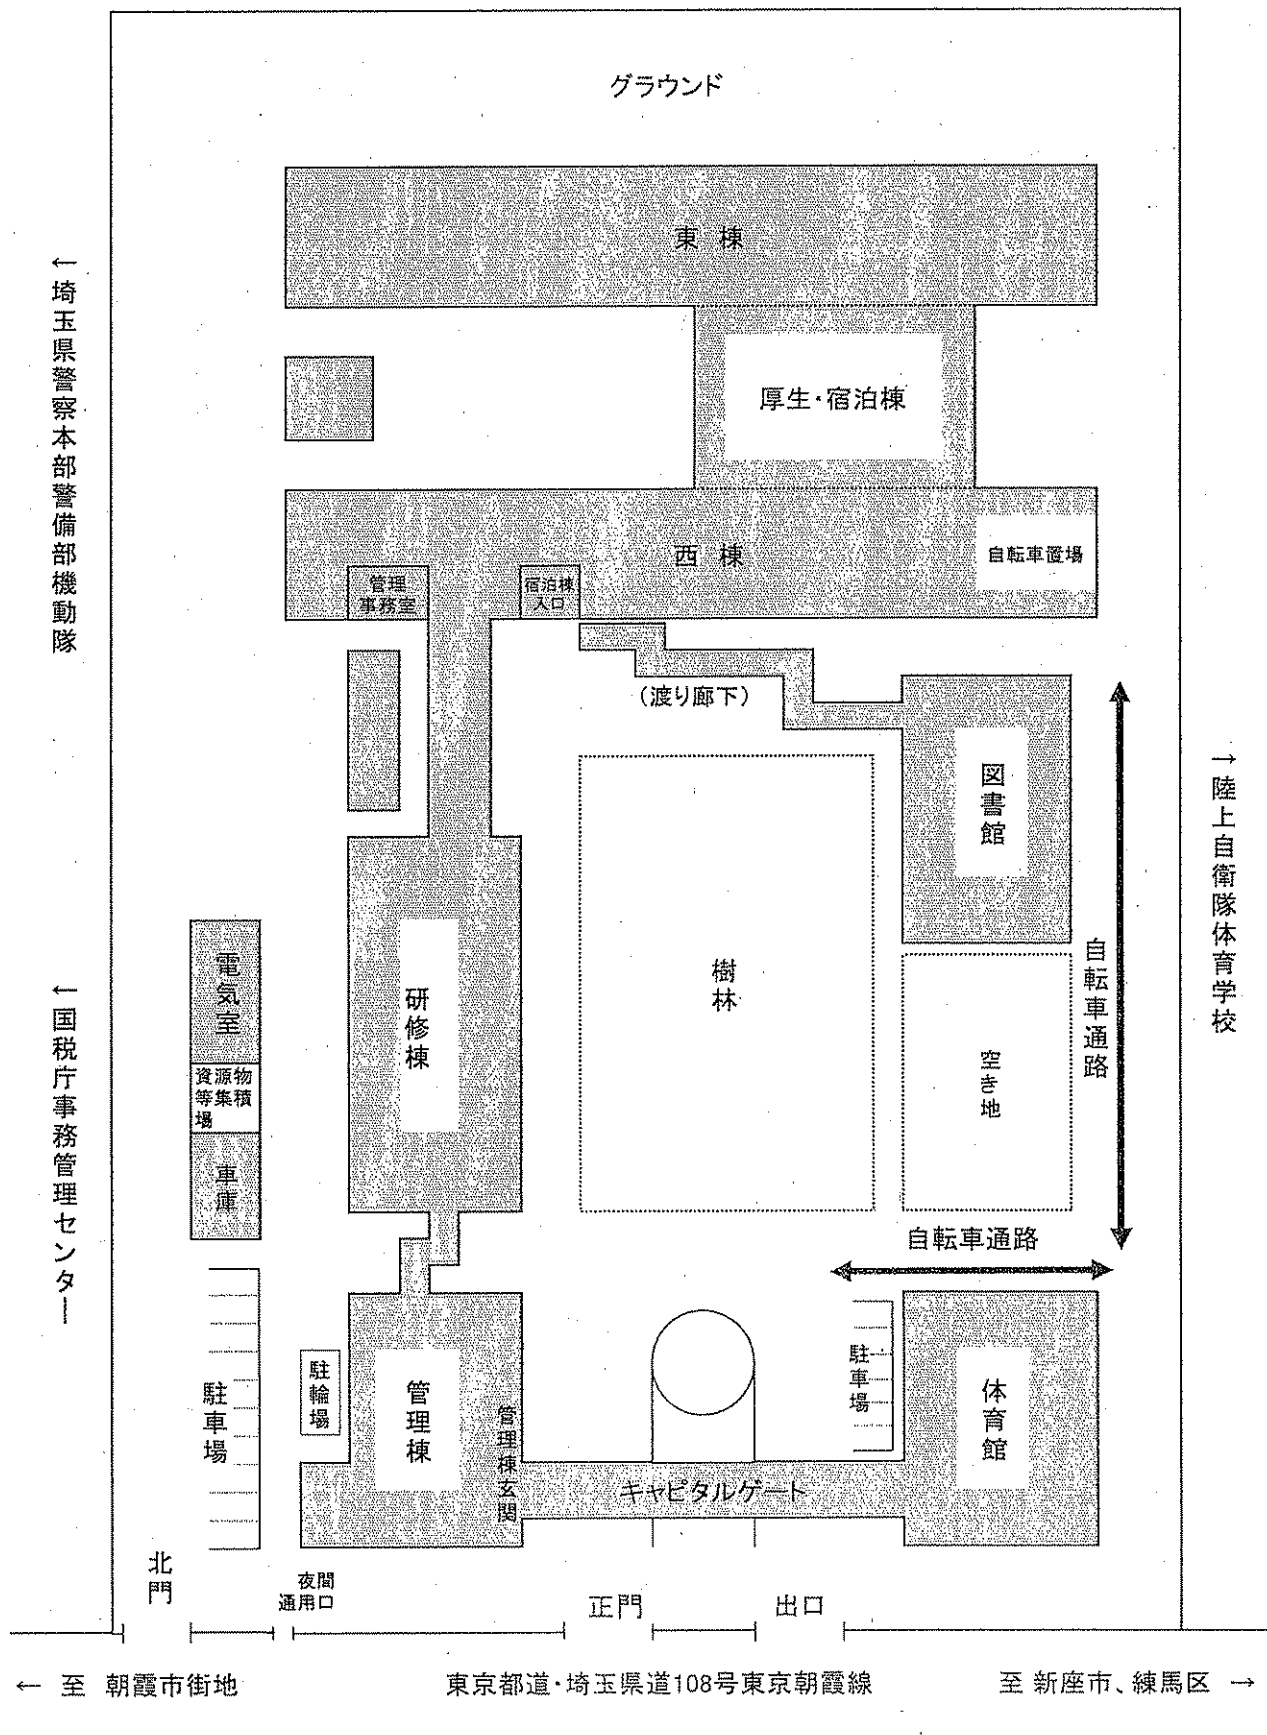 グラウンド
東 棟
厚生・宿泊棟
西 棟
自転車置場
管理
事務室
宿泊棟
入口
(渡り廊下)
図書館
樹林
自転車通路
空き地
電気室
資源物
等集積
場
車庫
研修棟
自転車通路
駐車場
駐輪場
管理棟
管理棟玄関
駐車場
体育館
キャピタルゲート
北門
夜間
通用口
正門
出口
← 埼玉県警察本部警備部機動隊
← 国税庁事務管理センター
→ 陸上自衛隊体育学校
← 至 朝霞市街地
東京都道・埼玉県道108号東京朝霞線
至 新座市、練馬区 →